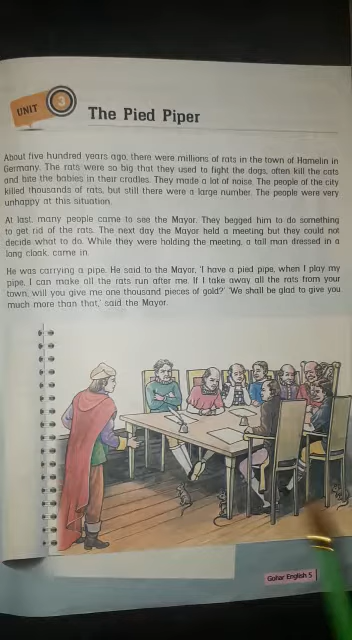 UNIT 3
The Pied Piper
About five hundred years ago, there were millions of rats in the town of Hamelin in
Germany. The rats were so big that they used to fight the dogs, often kill the cats
and bite the babies in their cradles. They made a lot of noise. The people of the city
killed thousands of rats, but still there were a large number. The people were very
unhappy at this situation.
At last, many people came to see the Mayor. They begged him to do something
to get rid of the rats. The next day the Mayor held a meeting but they could not
decide what to do. While they were holding the meeting, a tall man dressed in a
long cloak, came in.
He was carrying a pipe. He said to the Mayor, 'I have a pied pipe, when I play my
pipe, I can make all the rats run after me. If I take away all the rats from your
town, will you give me one thousand pieces of gold?' 'We shall be glad to give you
much more than that,' said the Mayor.
Gohar English 5